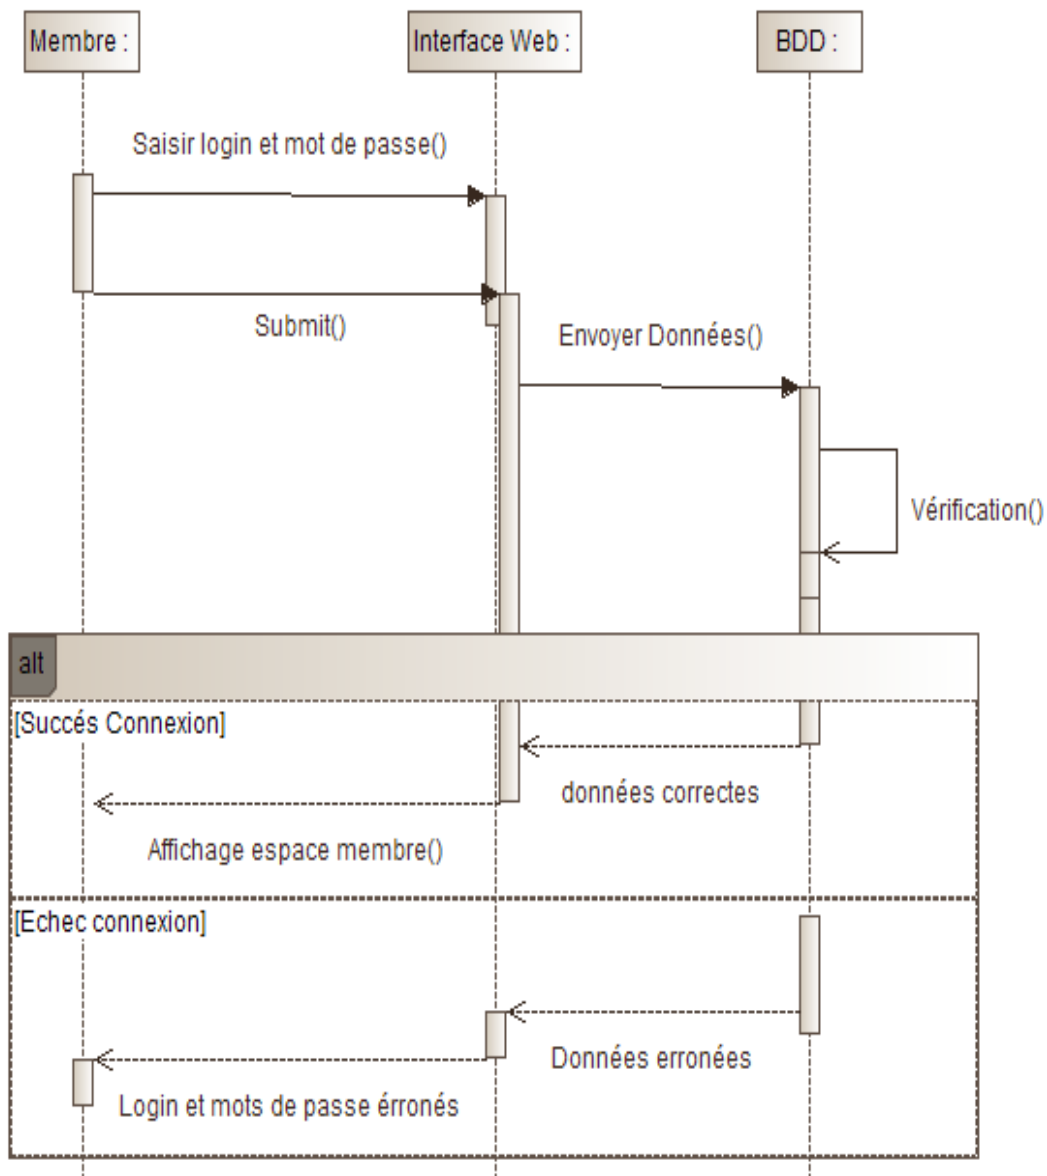 Membre :
Interface Web :
BDD :
Saisir login et mot de passe()
Submit()
Envoyer Données()
Vérification()
alt
[Succés Connexion]
données correctes
Affichage espace membre()
[Echec connexion]
Données erronées
Login et mots de passe érronés